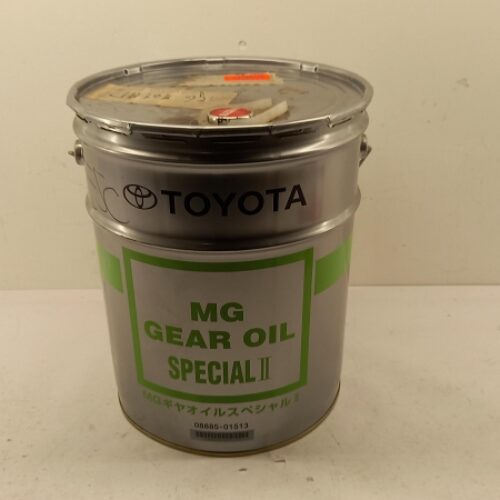 TOYOTA
MG
GEAR OIL
SPECIAL II
MGギヤオイルスペシャルⅡ
08885-01513